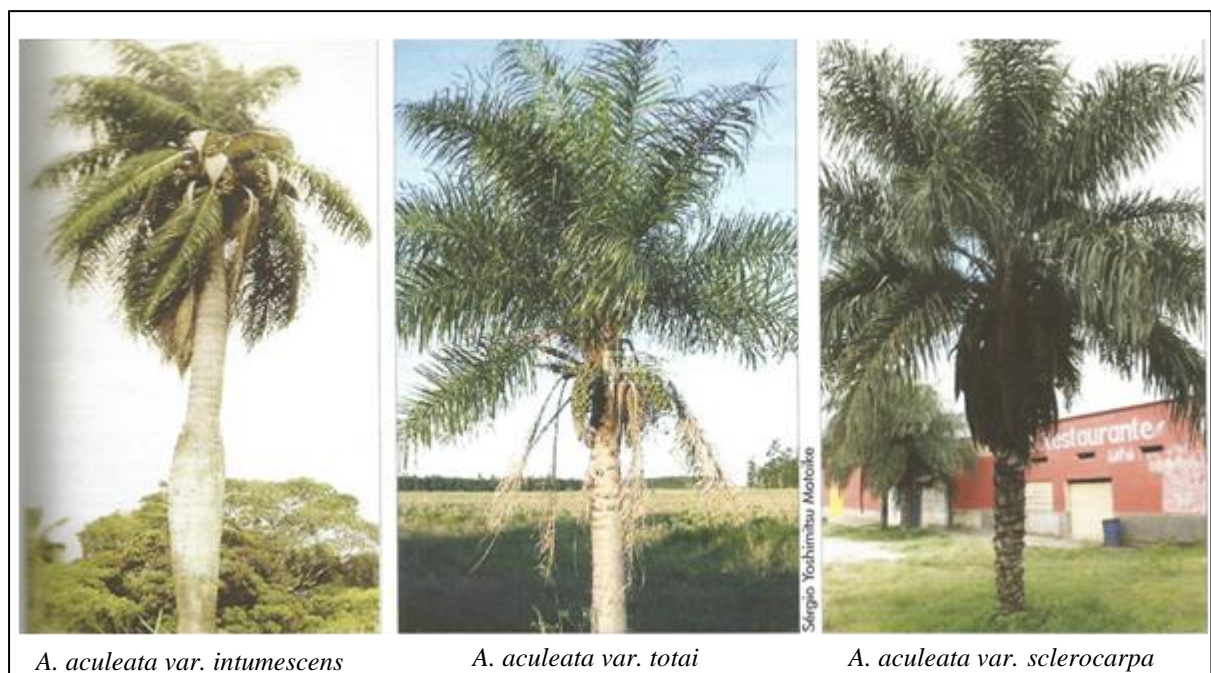 Restaurante
Sérgio Yoshimitsu Motoike
A. aculeata var. intumescens
A. aculeata var. totai
A. aculeata var. sclerocarpa